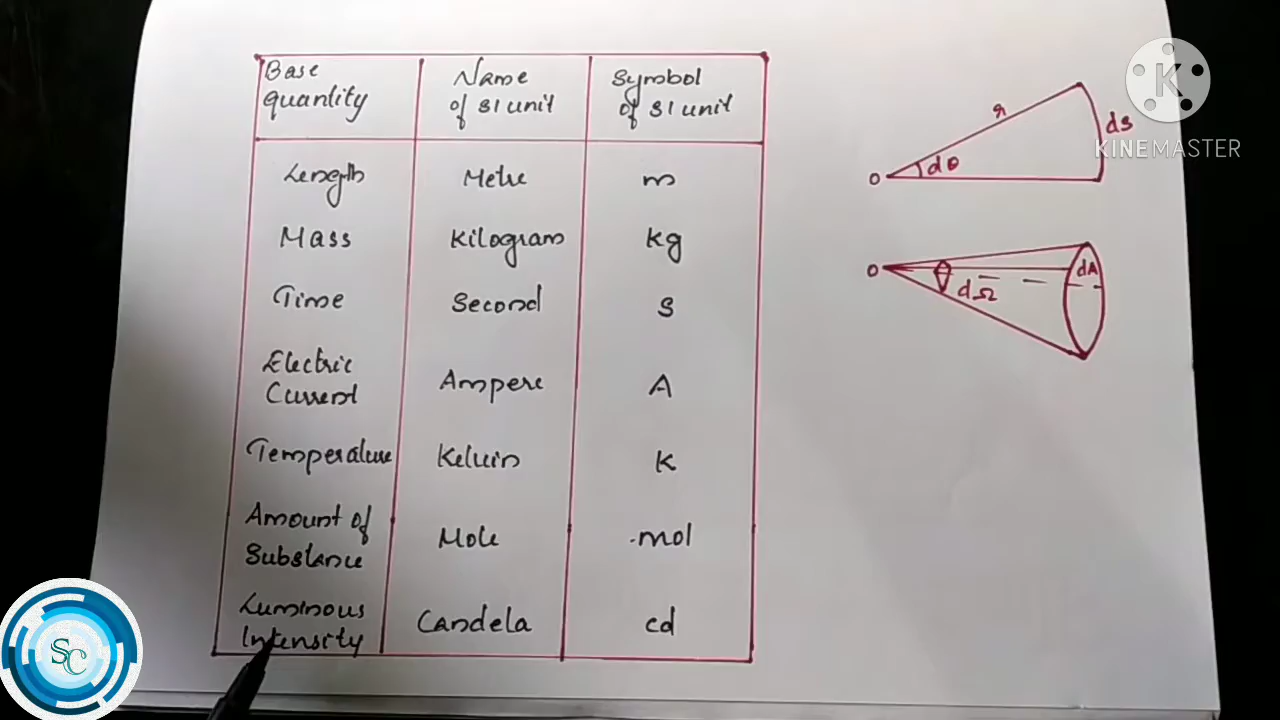 Base quantity
Name of SI unit
Symbol of SI unit
Length
Metre
m
Mass
Kilogram
kg
Time
Second
s
Electric Current
Ampere
A
Temperature
Kelvin
K
Amount of Substance
Mole
mol
Luminous Intensity
Candela
cd
r
ds
O
dθ
O
dA
dΩ
K
KINEMASTER
SC